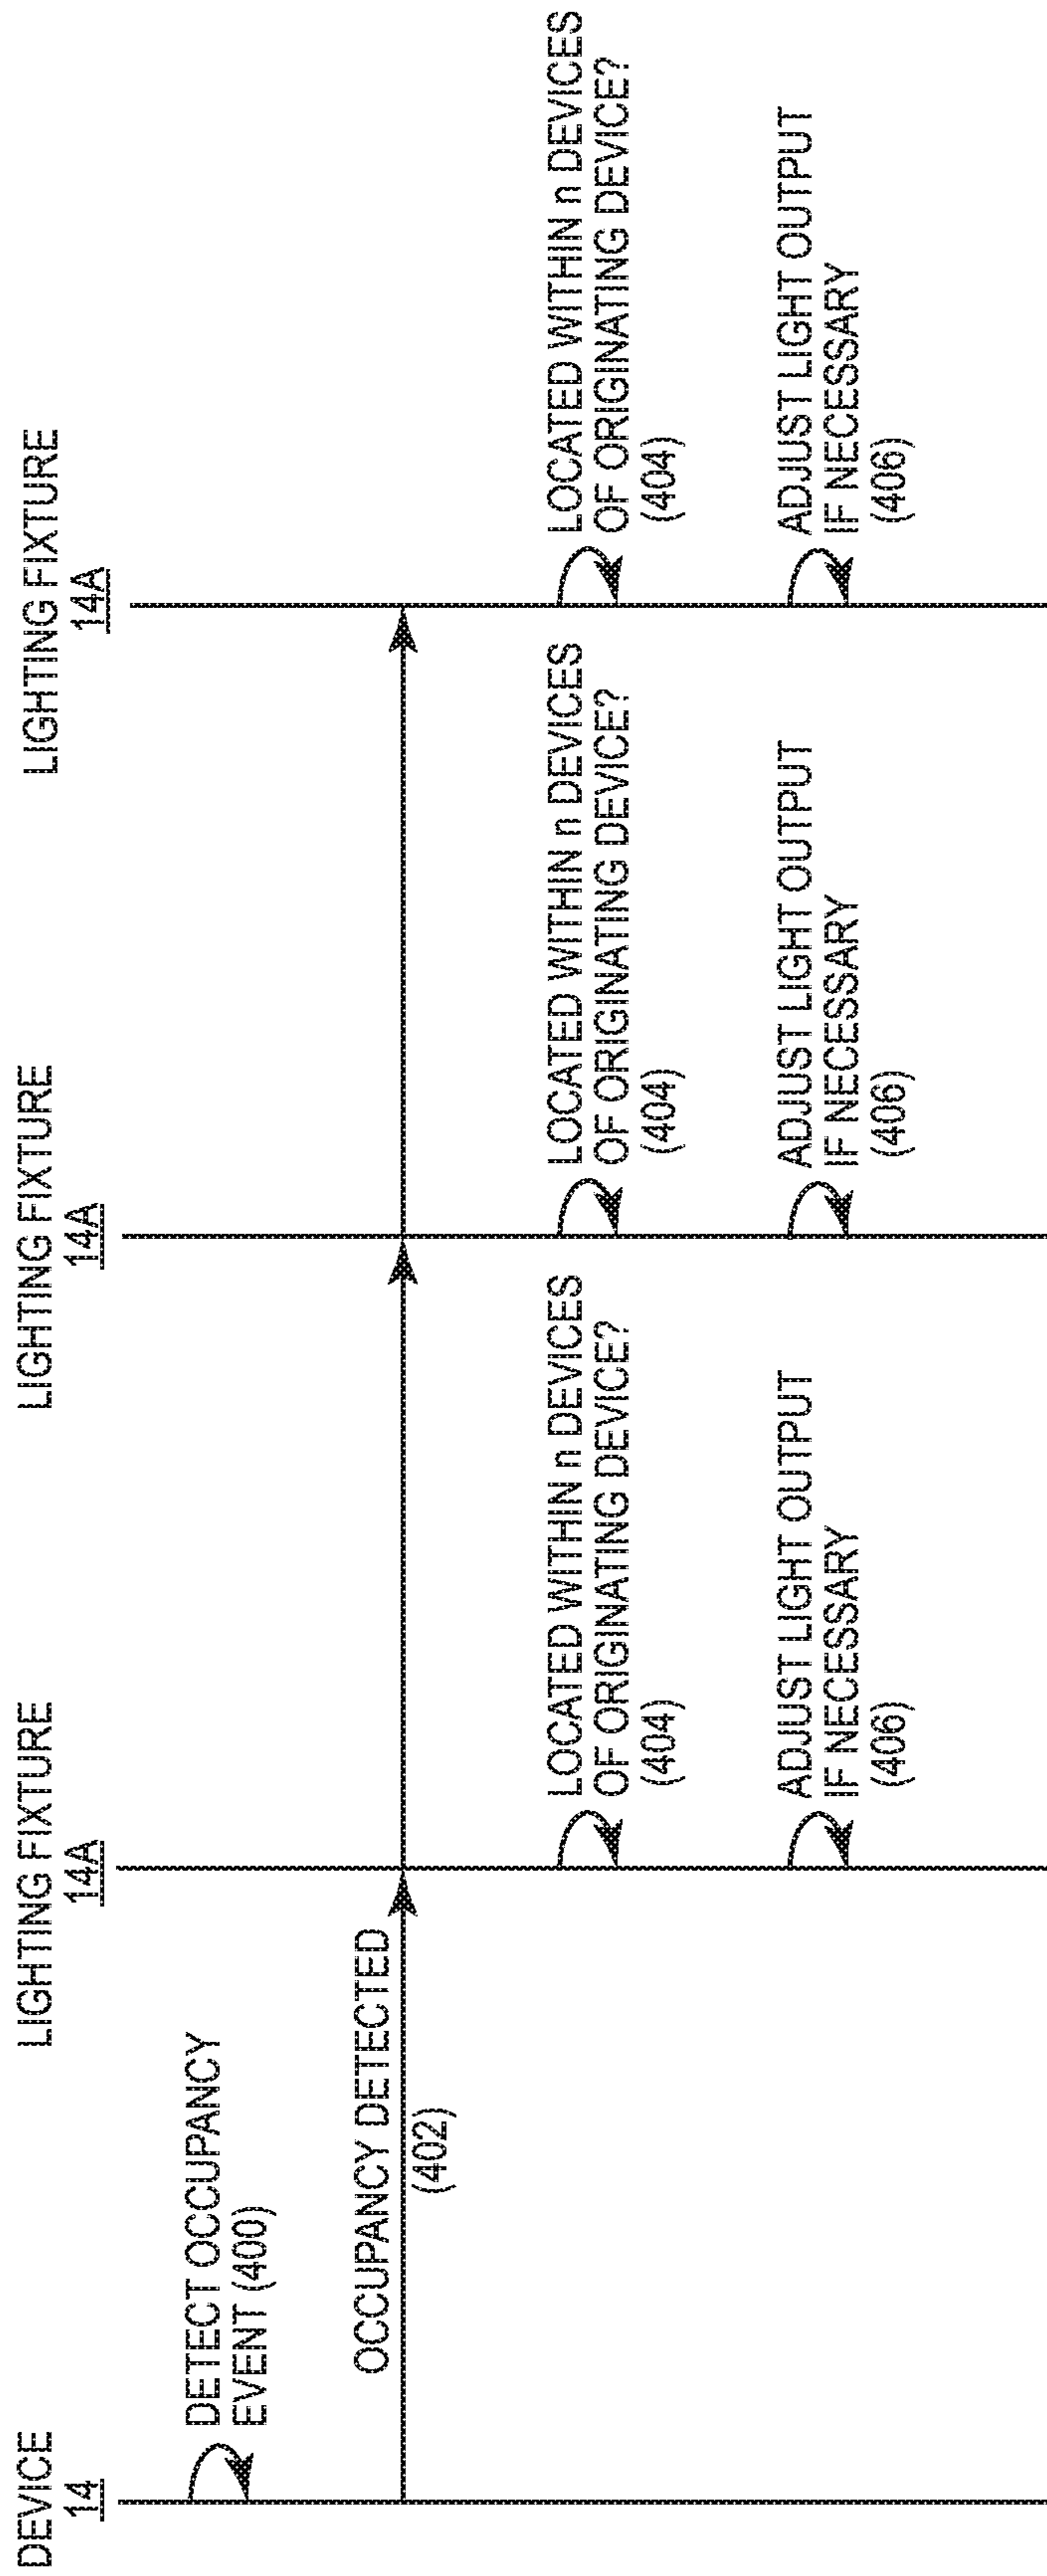 DEVICE
14
LIGHTING FIXTURE
14A
LIGHTING FIXTURE
14A
LIGHTING FIXTURE
14A
DETECT OCCUPANCY
EVENT (400)
OCCUPANCY DETECTED
(402)
LOCATED WITHIN n DEVICES
OF ORIGINATING DEVICE?
(404)
LOCATED WITHIN n DEVICES
OF ORIGINATING DEVICE?
(404)
LOCATED WITHIN n DEVICES
OF ORIGINATING DEVICE?
(404)
ADJUST LIGHT OUTPUT
IF NECESSARY
(406)
ADJUST LIGHT OUTPUT
IF NECESSARY
(406)
ADJUST LIGHT OUTPUT
IF NECESSARY
(406)